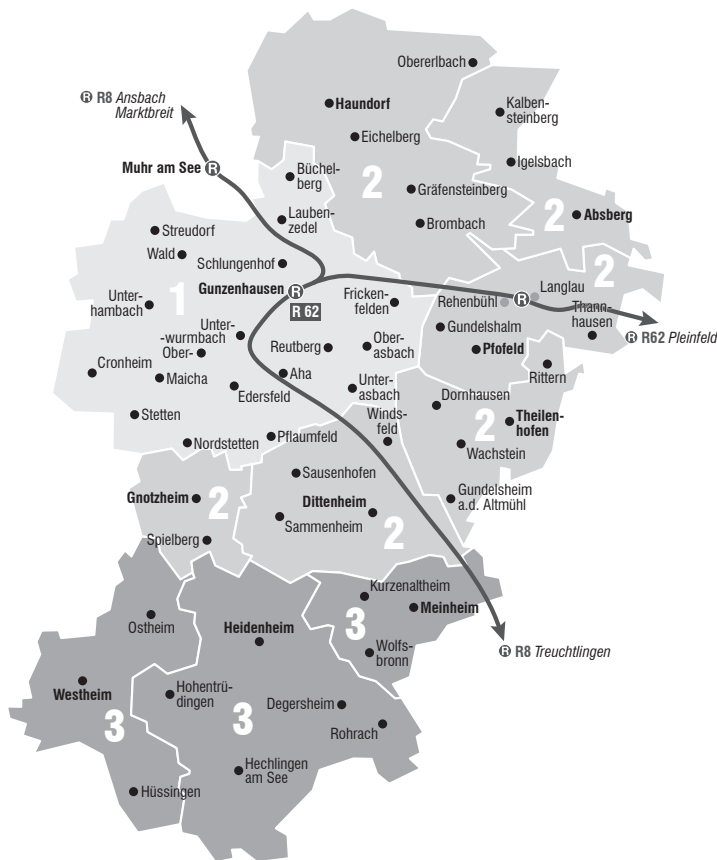 Obererlbach
R R8 Ansbach
Marktbreit
Haundorf
Kalben-
steinberg
Eichelberg
Muhr am See R
Igelsbach
Büchel-
berg
2
Gräfensteinberg
Lauben-
zedel
Brombach
2
Absberg
Streudorf
Wald
Schlungenhof
2
1
Gunzenhausen R
R 62
Unter-
hambach
Fricken-
felden
Rehenbühl
R
Langlau
Thann-
hausen
R R62 Pleinfeld
Gundelshalm
Unter-
-wurmbach
Ober-
Reutberg
Ober-
asbach
Pfofeld
Cronheim
Maicha
Aha
Rittern
Edersfeld
Unter-
asbach
Dornhausen
Stetten
Winds-
feld
2
Theilen-
hofen
Nordstetten
Pflaumfeld
Wachstein
Sausenhofen
Gnotzheim
2
Dittenheim
Gundelsheim
a.d. Altmühl
Sammenheim
2
Spielberg
Kurzenaltheim
Meinheim
Ostheim
Heidenheim
3
Wolfs-
bronn
R R8 Treuchtlingen
Westheim
Hohentrü-
dingen
3
3
Degersheim
Rohrach
Hechlingen
am See
Hüssingen